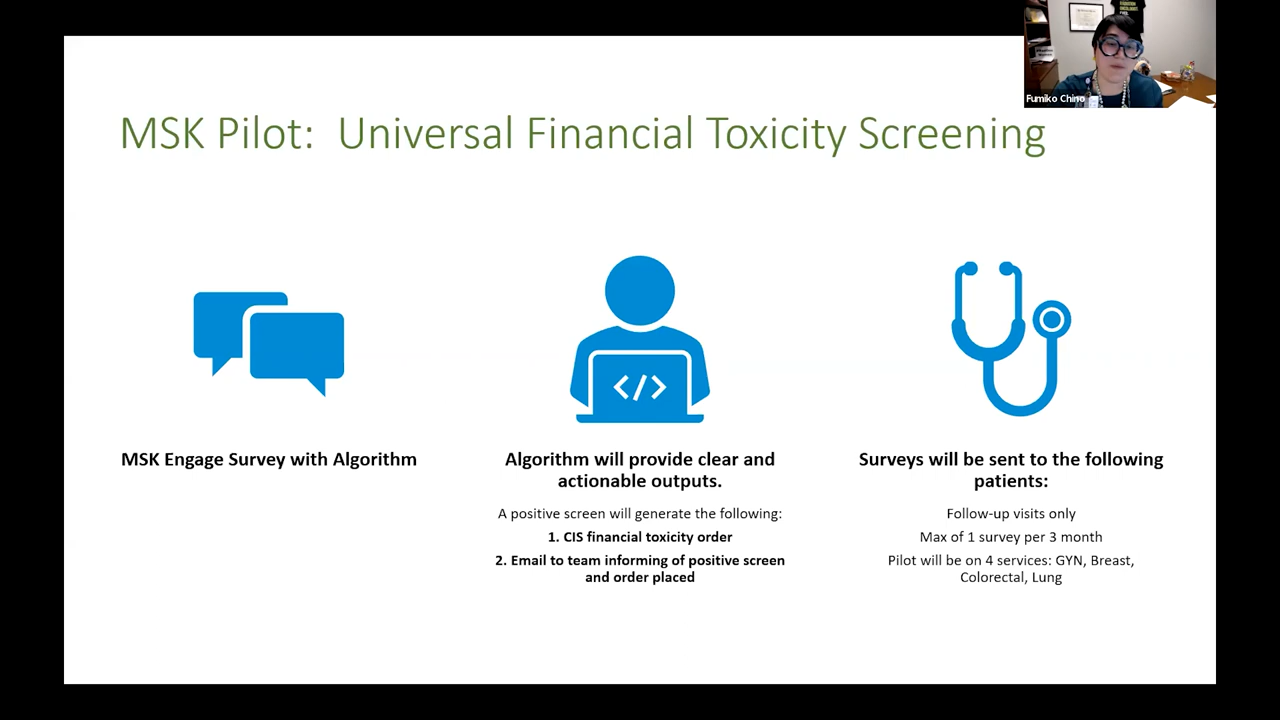 Fumiko Chino
MSK Pilot:  Universal Financial Toxicity Screening
</>
MSK Engage Survey with Algorithm
Algorithm will provide clear and
actionable outputs.
A positive screen will generate the following:
1. CIS financial toxicity order
2. Email to team informing of positive screen
and order placed
Surveys will be sent to the following
patients:
Follow-up visits only
Max of 1 survey per 3 month
Pilot will be on 4 services: GYN, Breast,
Colorectal, Lung